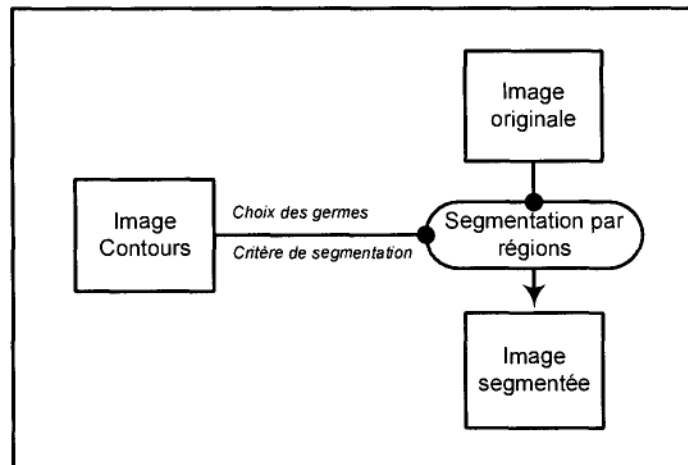 Image
originale
Image
Contours
Choix des germes
Critère de segmentation
Segmentation par
régions
Image
segmentée